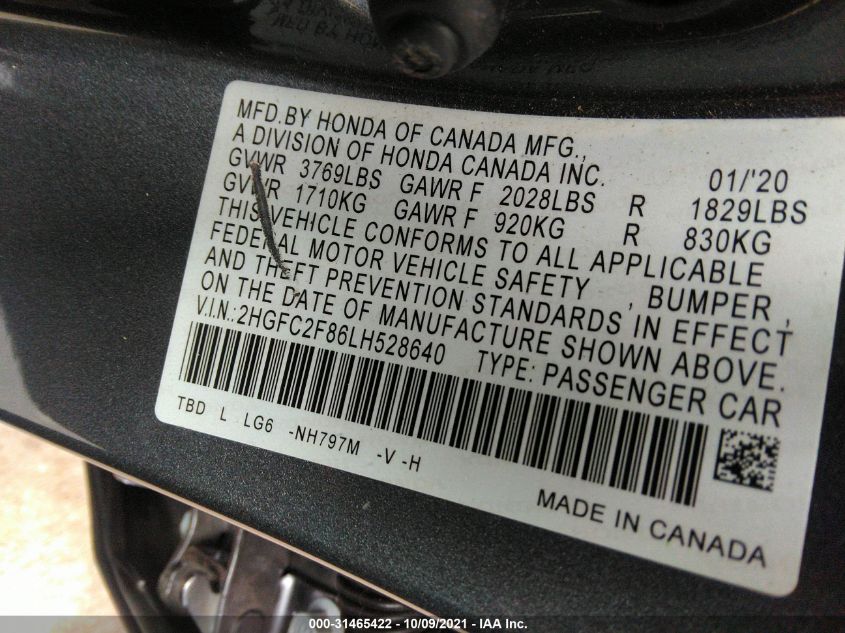 MFD.BY HONDA OF CANADA MFG.,
A DIVISION OF HONDA CANADA INC. 01/'20
GVWR 3769LBS GAWR F 2028LBS R 1829LBS
GVWR 1710KG GAWR F 920KG R 830KG
THIS VEHICLE CONFORMS TO ALL APPLICABLE
FEDERAL MOTOR VEHICLE SAFETY , BUMPER ,
AND THEFT PREVENTION STANDARDS IN EFFECT
ON THE DATE OF MANUFACTURE SHOWN ABOVE.
V.I.N.:2HGFC2F86LH528640 TYPE: PASSENGER CAR
TBD L LG6 -NH797M -V -H
MADE IN CANADA
000-31465422 - 10/09/2021 - IAA Inc.